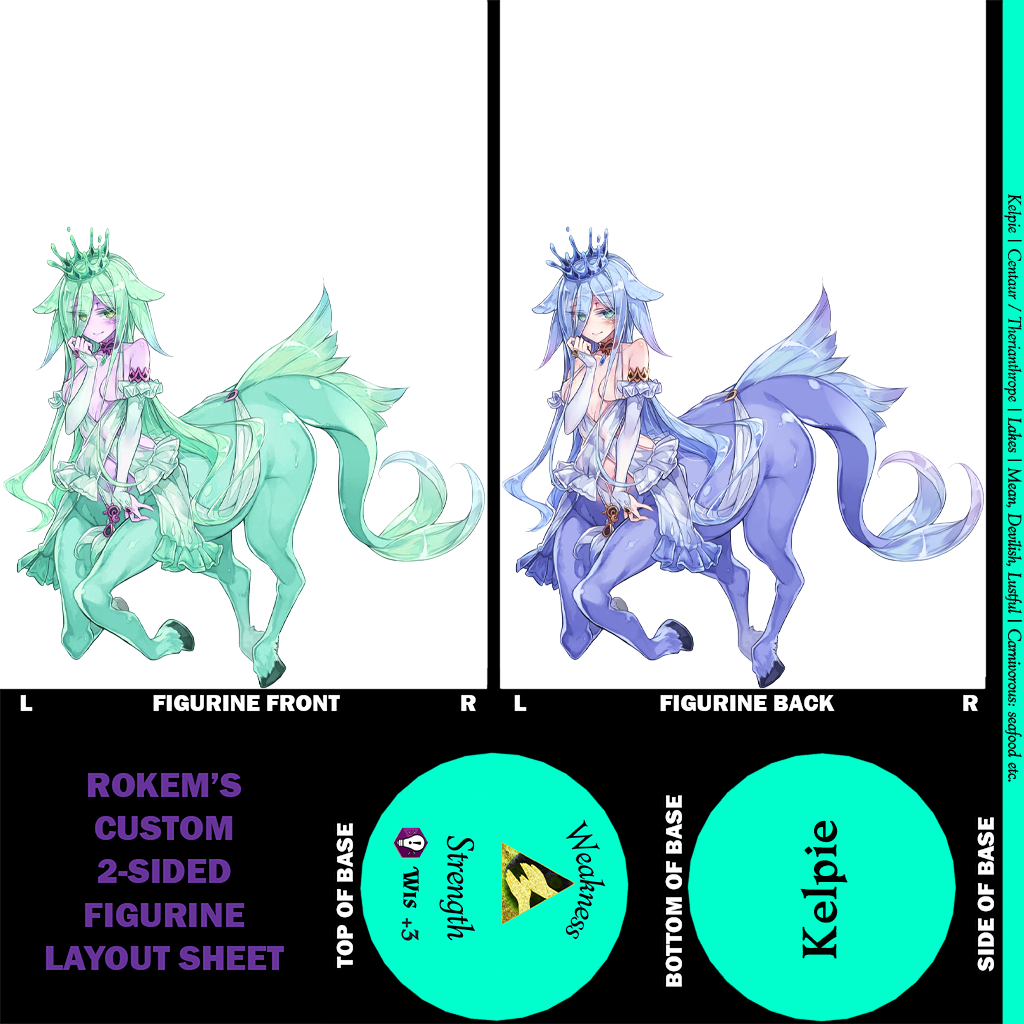 L FIGURINE FRONT R
L FIGURINE BACK R
ROKEM'S
CUSTOM
2-SIDED
FIGURINE
LAYOUT SHEET
TOP OF BASE
Weakness
Strength
Wis +3
BOTTOM OF BASE
Kelpie
SIDE OF BASE
Kelpie | Centaur / Therianthrope | Lakes | Mean, Devilish, Lustful | Carnivorous: seafood etc.